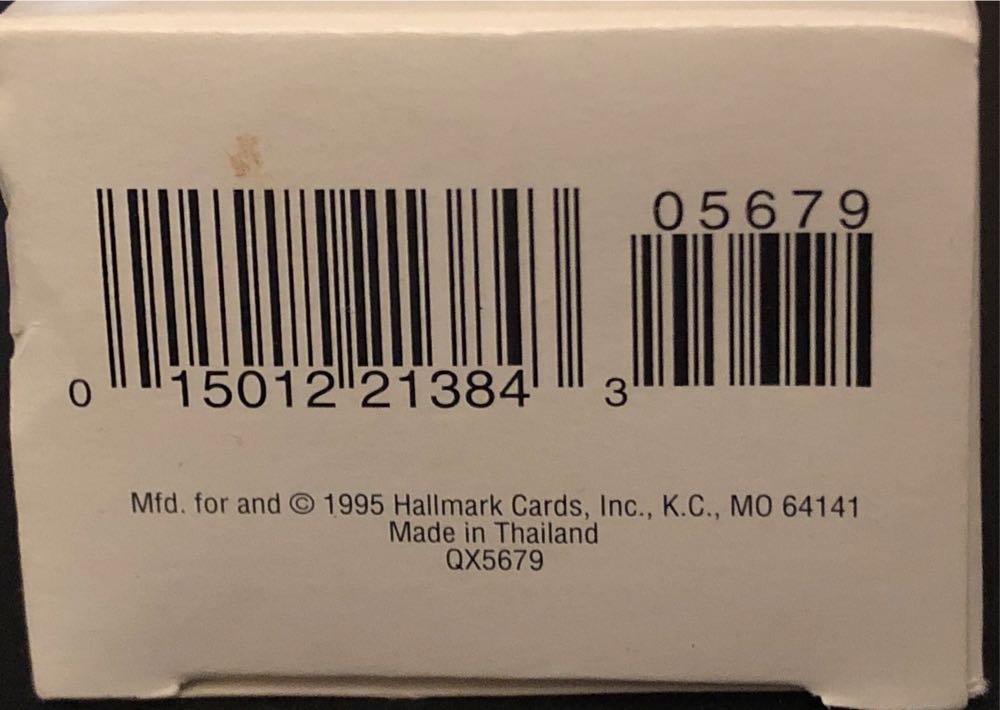 05679
0 15012 21384 3
Mfd. for and © 1995 Hallmark Cards, Inc., K.C., MO 64141
Made in Thailand
QX5679